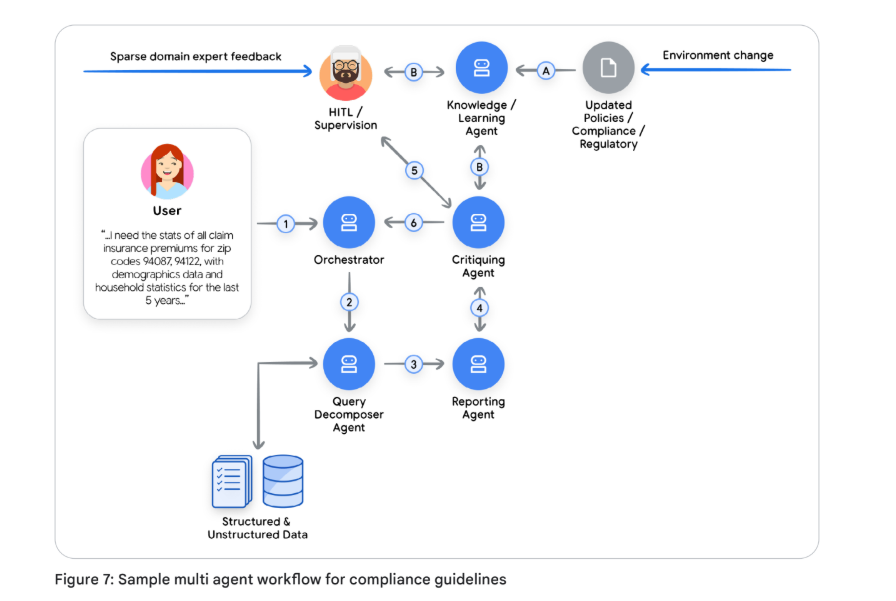 Sparse domain expert feedback
Environment change
B
A
HITL /
Supervision
Knowledge /
Learning
Agent
Updated
Policies /
Compliance /
Regulatory
User
“...I need the stats of all claim
insurance premiums for zip
codes 94087, 94122, with
demographics data and
household statistics for the last
5 years...”
5
B
1
6
Orchestrator
Critiquing
Agent
2
4
3
Query
Decomposer
Agent
Reporting
Agent
Structured &
Unstructured Data
Figure 7: Sample multi agent workflow for compliance guidelines